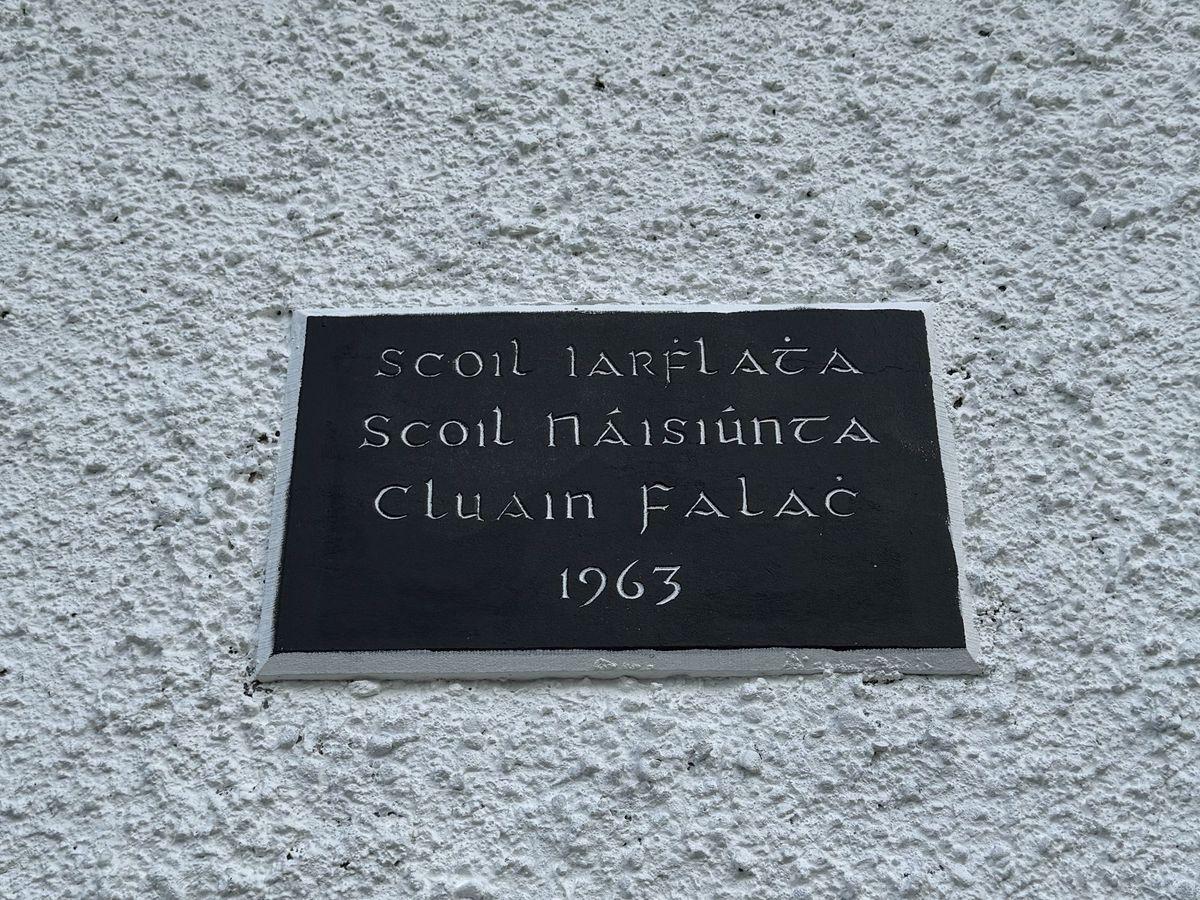 Scoil Iarḟlaṫa
Scoil Náisiúnta
Cluain Falaċ
1963